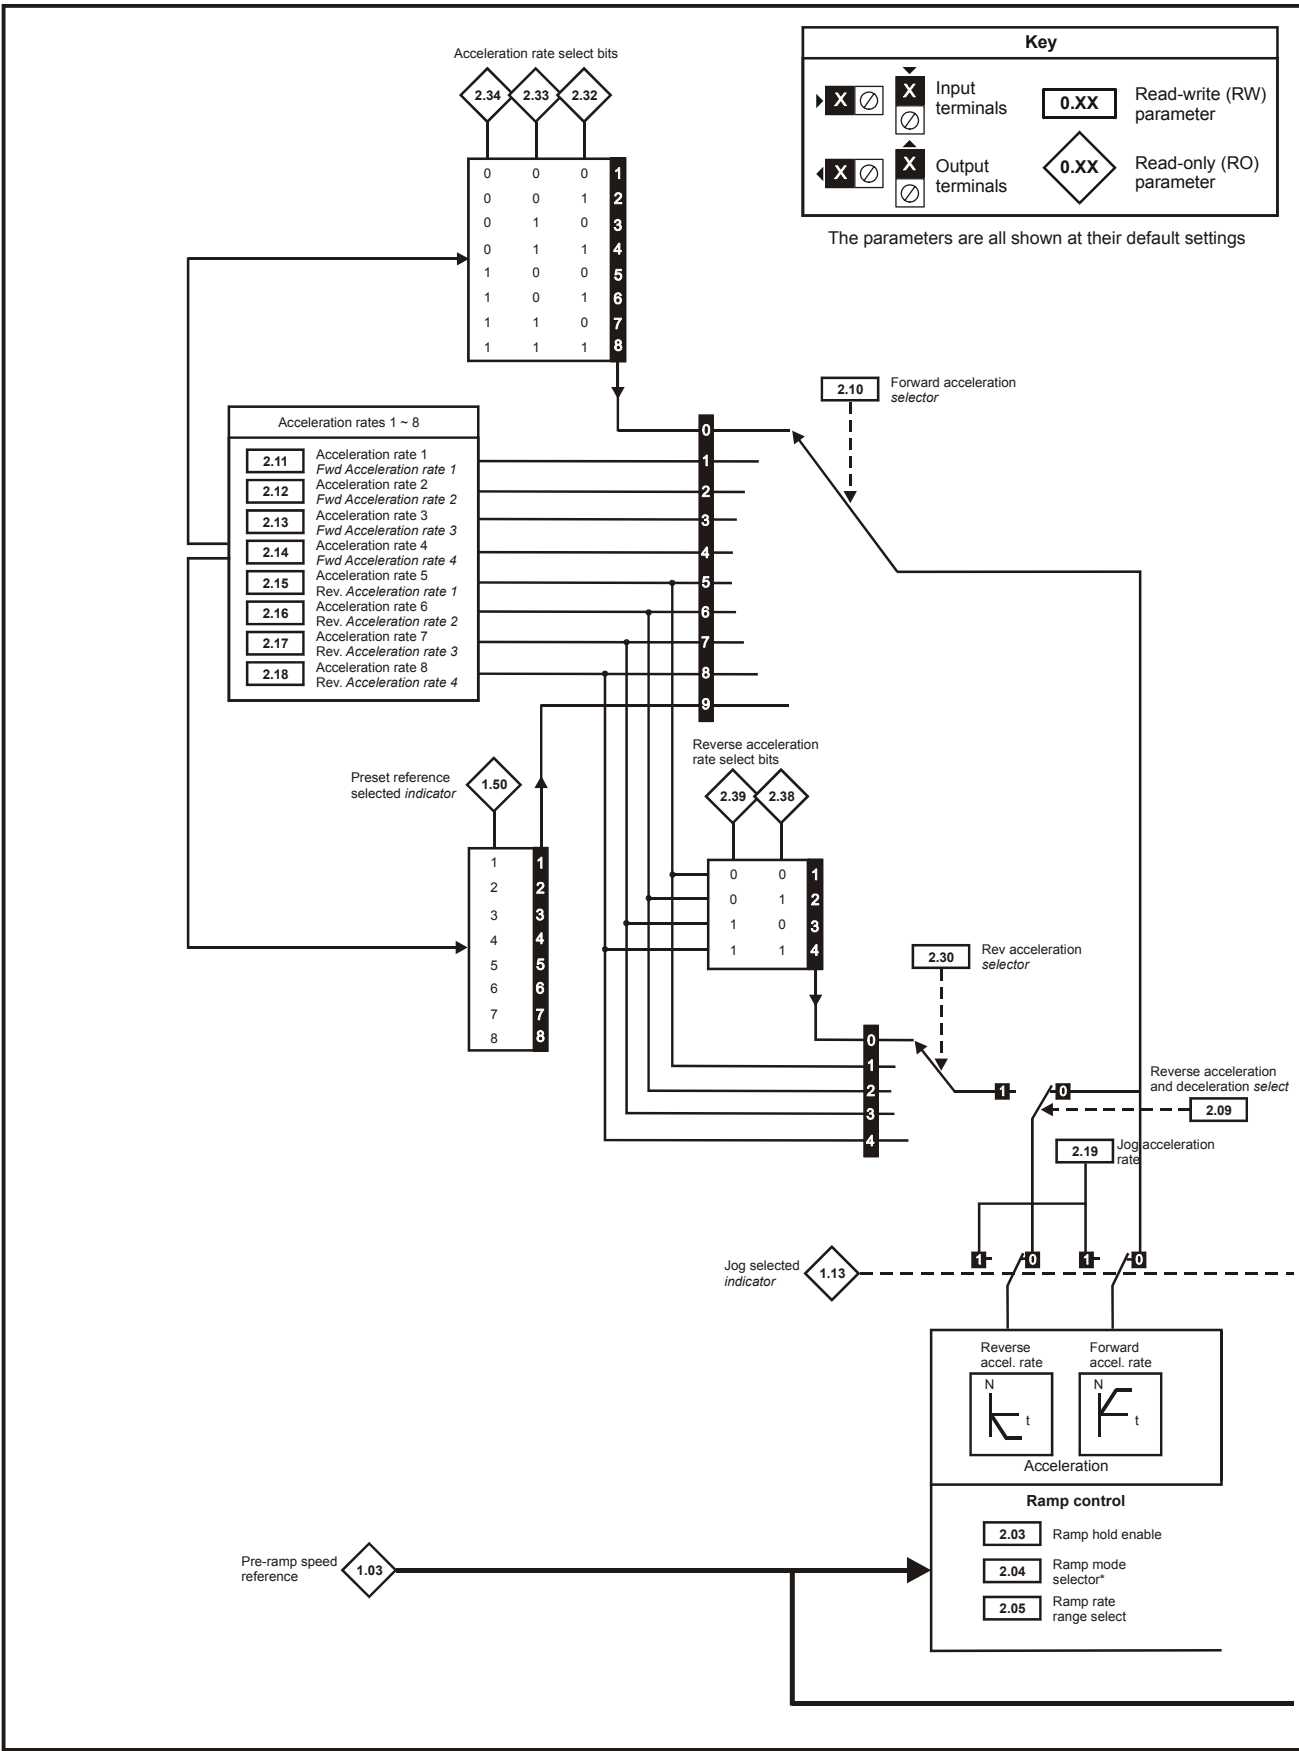 Acceleration rate select bits
2.34 2.33 2.32
0 0 0 1
0 0 1 2
0 1 0 3
0 1 1 4
1 0 0 5
1 0 1 6
1 1 0 7
1 1 1 8
Key
X X Input terminals
0.XX Read-write (RW) parameter
X X Output terminals
0.XX Read-only (RO) parameter
The parameters are all shown at their default settings
2.10 Forward acceleration
selector
Acceleration rates 1 ~ 8
2.11 Acceleration rate 1
Fwd Acceleration rate 1
2.12 Acceleration rate 2
Fwd Acceleration rate 2
2.13 Acceleration rate 3
Fwd Acceleration rate 3
2.14 Acceleration rate 4
Fwd Acceleration rate 4
2.15 Acceleration rate 5
Rev. Acceleration rate 1
2.16 Acceleration rate 6
Rev. Acceleration rate 2
2.17 Acceleration rate 7
Rev. Acceleration rate 3
2.18 Acceleration rate 8
Rev. Acceleration rate 4
0
1
2
3
4
5
6
7
8
9
Preset reference
selected indicator
1.50
1 1
2 2
3 3
4 4
5 5
6 6
7 7
8 8
Reverse acceleration
rate select bits
2.39 2.38
0 0 1
0 1 2
1 0 3
1 1 4
2.30 Rev acceleration
selector
0
1
2
3
4
1 0
Reverse acceleration
and deceleration select
2.09
2.19 Jog acceleration
rate
1 0 1 0
Jog selected
indicator
1.13
Reverse
accel. rate
N
t
Forward
accel. rate
N
t
Acceleration
Ramp control
2.03 Ramp hold enable
2.04 Ramp mode
selector*
2.05 Ramp rate
range select
Pre-ramp speed
reference
1.03